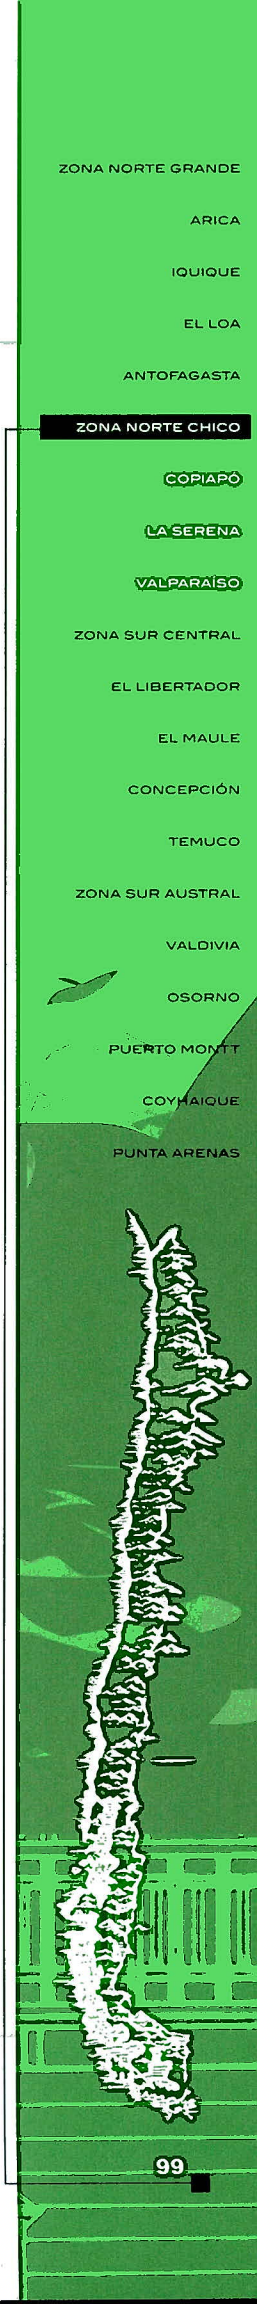 ZONA NORTE GRANDE
ARICA
IQUIQUE
EL LOA
ANTOFAGASTA
ZONA NORTE CHICO
COPIAPÓ
LA SERENA
VALPARAÍSO
ZONA SUR CENTRAL
EL LIBERTADOR
EL MAULE
CONCEPCIÓN
TEMUCO
ZONA SUR AUSTRAL
VALDIVIA
OSORNO
PUERTO MONTT
COYHAIQUE
PUNTA ARENAS
99